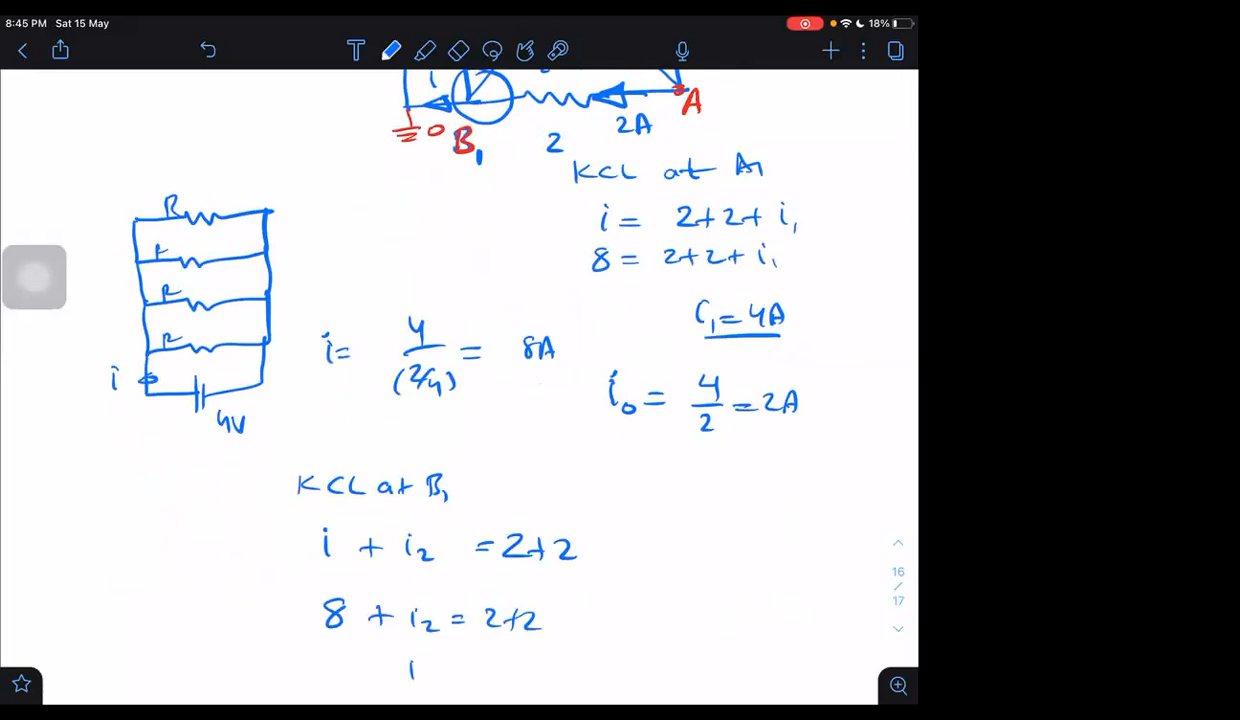 8:45 PM Sat 15 May
18%
T
A
0
B1
2
2A
KCL at A1
i = 2+2+ i1
8 = 2+2+ i1
i1 = 4A
R
R
R
R
i
4V
i = 4/(2/4) = 8A
i0 = 4/2 = 2A
KCL at B1
i + i2 = 2+2
8 + i2 = 2+2
16
/
17